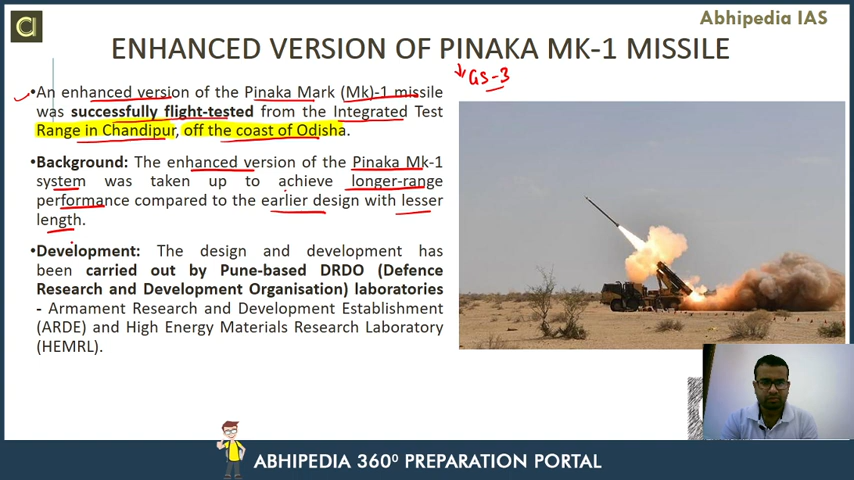 Abhipedia IAS
ENHANCED VERSION OF PINAKA MK-1 MISSILE
GS-3
•An enhanced version of the Pinaka Mark (Mk)-1 missile
was successfully flight-tested from the Integrated Test
Range in Chandipur, off the coast of Odisha.
•Background: The enhanced version of the Pinaka Mk-1
system was taken up to achieve longer-range
performance compared to the earlier design with lesser
length.
•Development: The design and development has
been carried out by Pune-based DRDO (Defence
Research and Development Organisation) laboratories
- Armament Research and Development Establishment
(ARDE) and High Energy Materials Research Laboratory
(HEMRL).
ABHIPEDIA 360⁰ PREPARATION PORTAL